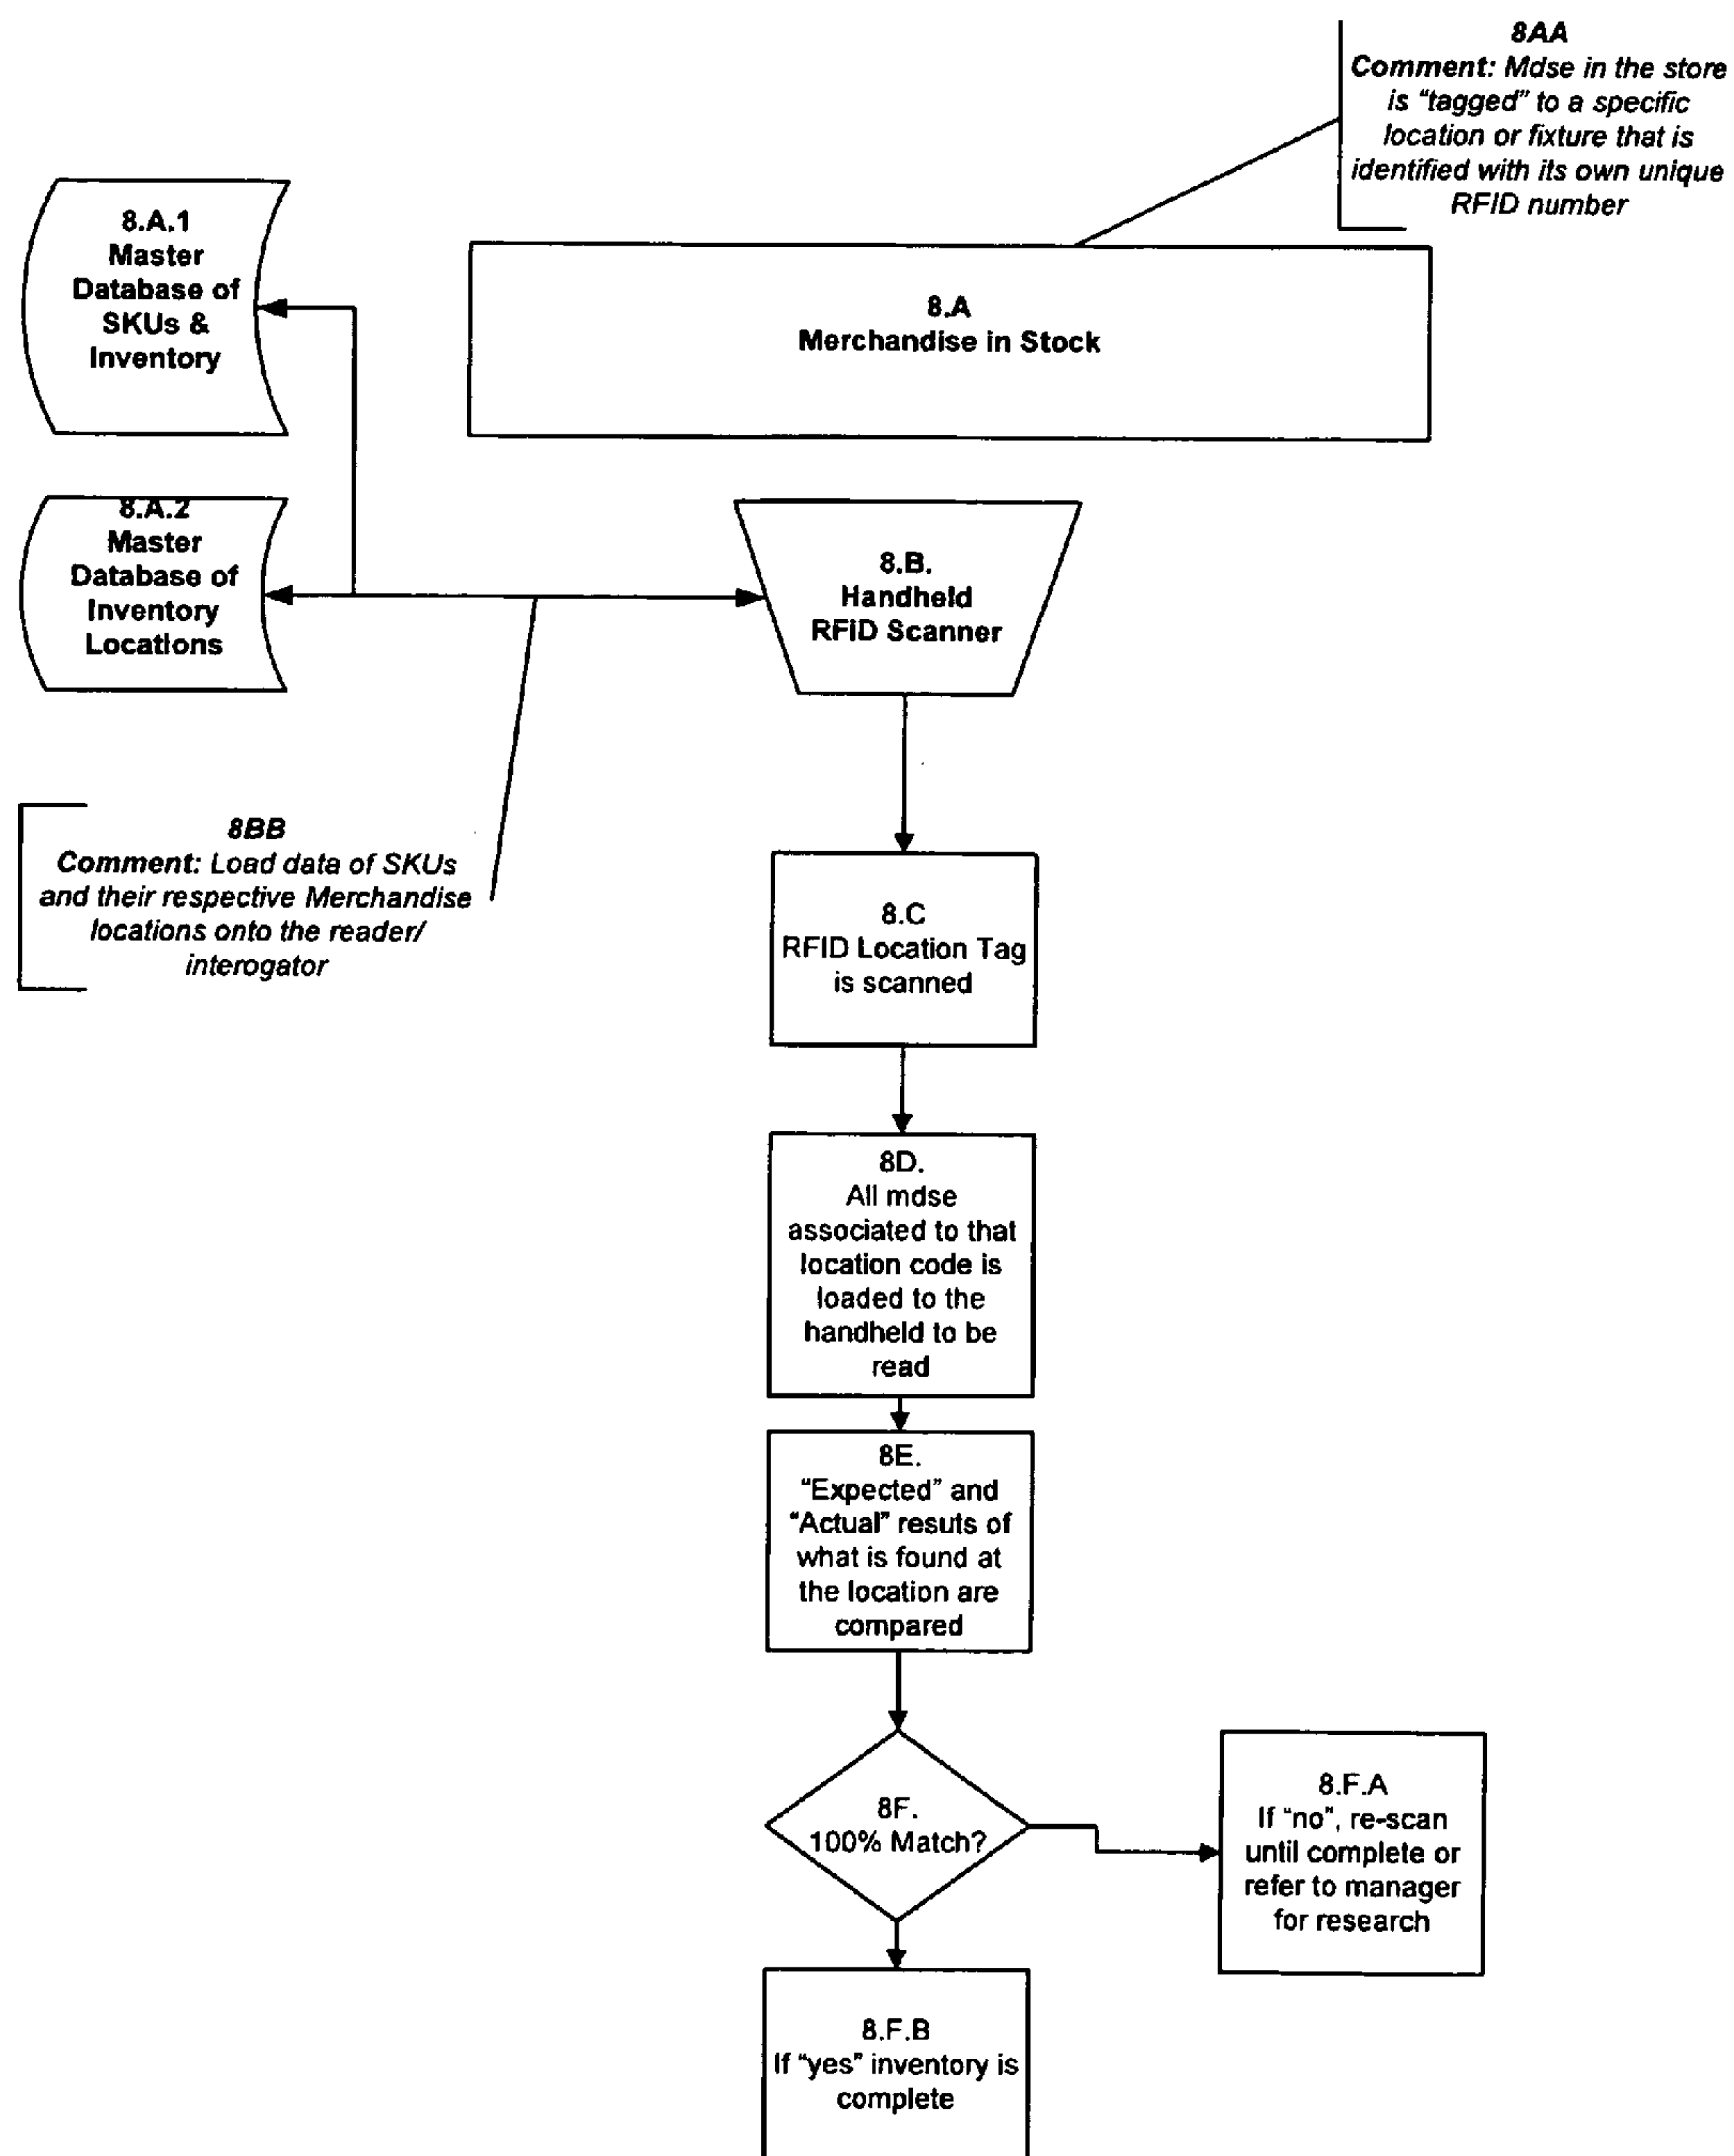 8AA
Comment: Mdse in the store
is "tagged" to a specific
location or fixture that is
identified with its own unique
RFID number
8.A.1
Master
Database of
SKUs &
Inventory
8.A
Merchandise in Stock
8.A.2
Master
Database of
Inventory
Locations
8.B.
Handheld
RFID Scanner
8BB
Comment: Load data of SKUs
and their respective Merchandise
locations onto the reader/
interogator
8.C
RFID Location Tag
is scanned
8D.
All mdse
associated to that
location code is
loaded to the
handheld to be
read
8E.
"Expected" and
"Actual" resuts of
what is found at
the location are
compared
8F.
100% Match?
8.F.A
If "no", re-scan
until complete or
refer to manager
for research
8.F.B
If "yes" inventory is
complete